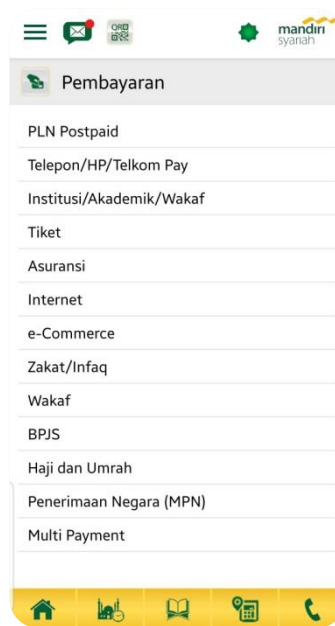 QRD
mandiri
syariah
Pembayaran
PLN Postpaid
Telepon/HP/Telkom Pay
Institusi/Akademik/Wakaf
Tiket
Asuransi
Internet
e-Commerce
Zakat/Infaq
Wakaf
BPJS
Haji dan Umrah
Penerimaan Negara (MPN)
Multi Payment